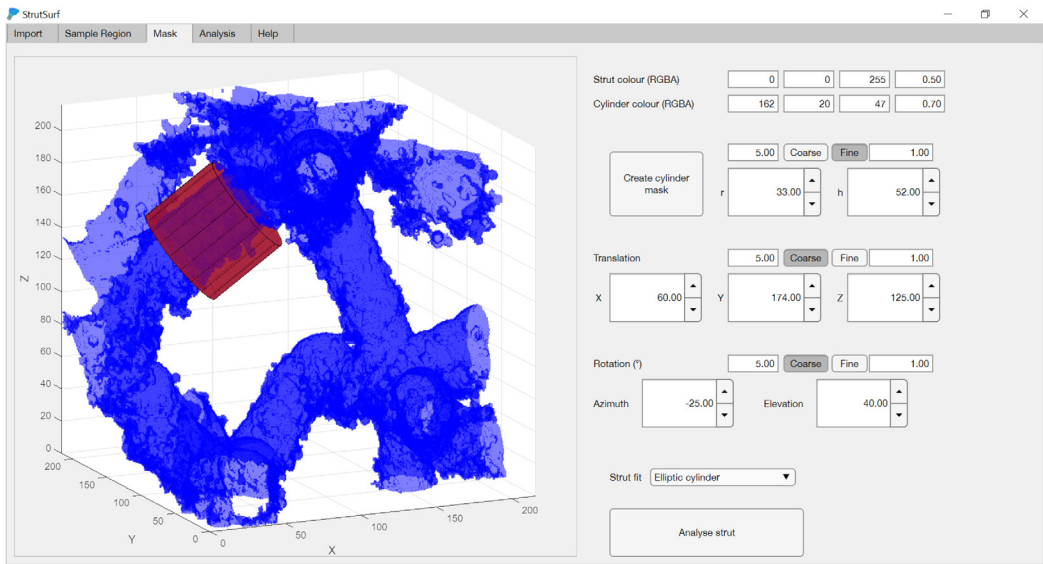 StrutSurf
Import Sample Region Mask Analysis Help
Strut colour (RGBA) 0 0 255 0.50
Cylinder colour (RGBA) 162 20 47 0.70
5.00 Coarse Fine 1.00
Create cylinder
mask
r 33.00 h 52.00
Translation 5.00 Coarse Fine 1.00
X 60.00 Y 174.00 Z 125.00
Rotation (°) 5.00 Coarse Fine 1.00
Azimuth -25.00 Elevation 40.00
Strut fit Elliptic cylinder
Analyse strut
200
180
160
140
120
100
80
60
40
20
0
Z
200
150
100
50
0
Y
0
50
100
150
200
X